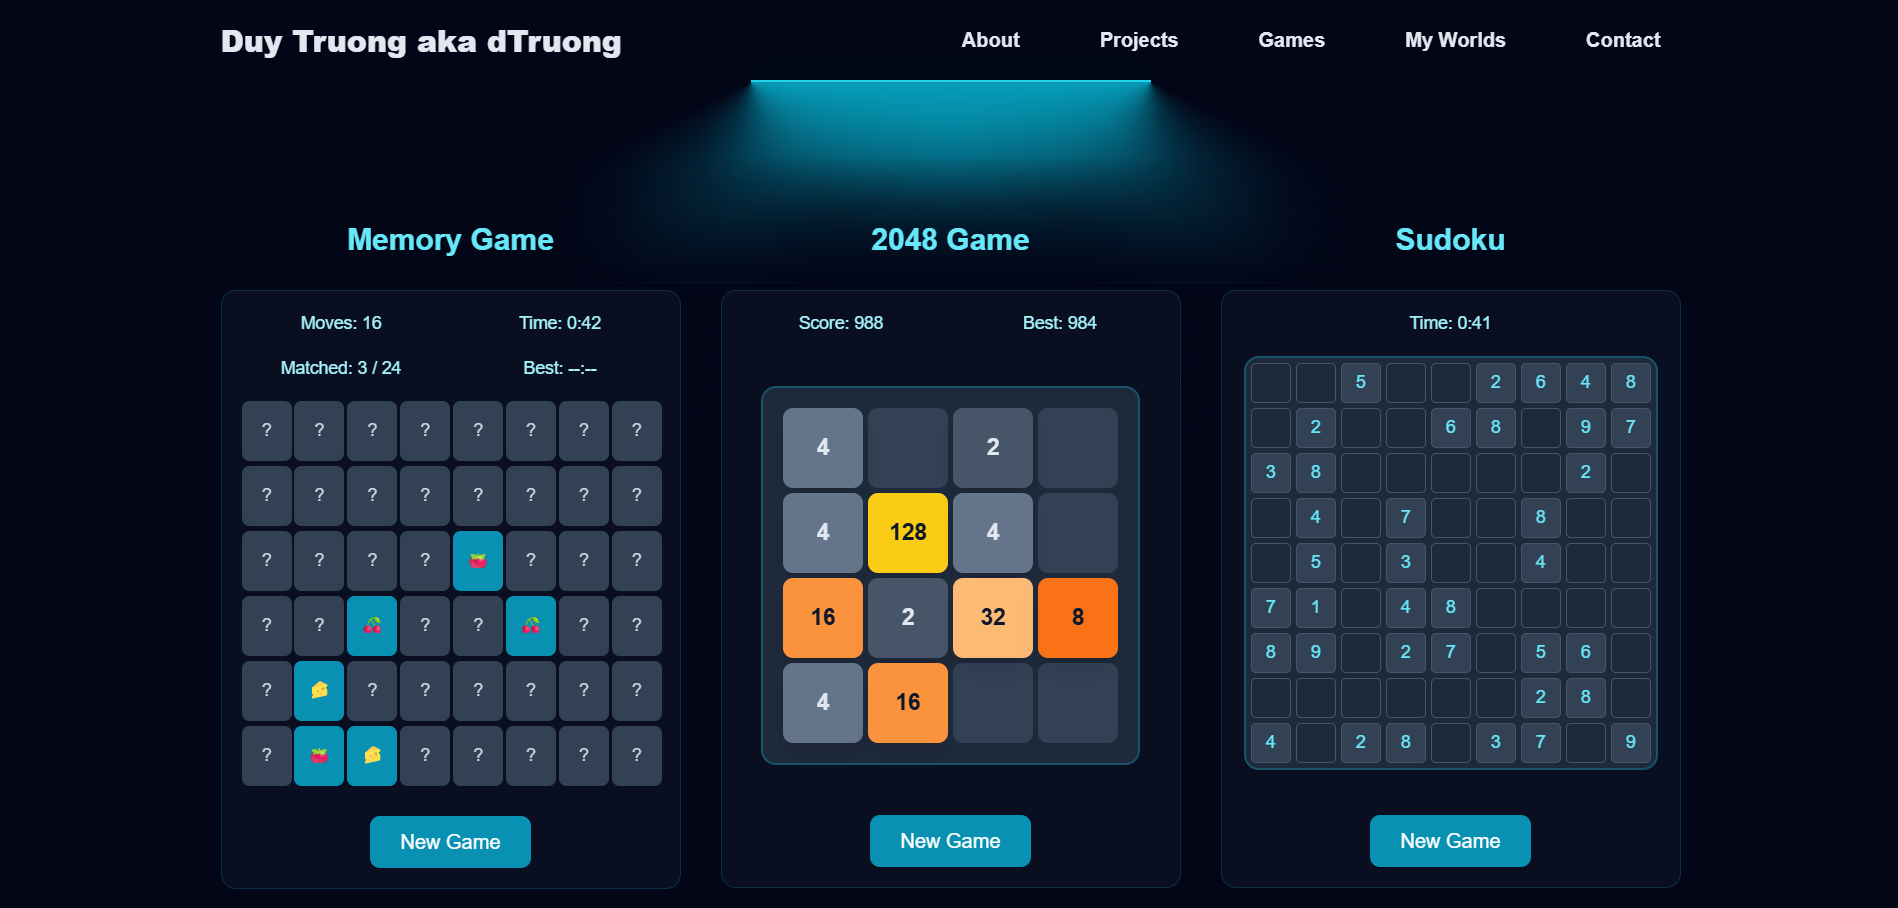 Duy Truong aka dTruong
About Projects Games My Worlds Contact
Memory Game
Moves: 16 Time: 0:42
Matched: 3 / 24 Best: --:--
? ? ? ? ? ? ? ?
? ? ? ? ? ? ? ?
? ? ? ? ? ? ?
? ? ? ? ? ?
? ? ? ? ? ? ?
? ? ? ? ? ?
New Game
2048 Game
Score: 988 Best: 984
4 2
4 128 4
16 2 32 8
4 16
New Game
Sudoku
Time: 0:41
5 2 6 4 8
2 6 8 9 7
3 8 2
4 7 8
5 3 4
7 1 4 8
8 9 2 7 5 6
2 8
4 2 8 3 7 9
New Game